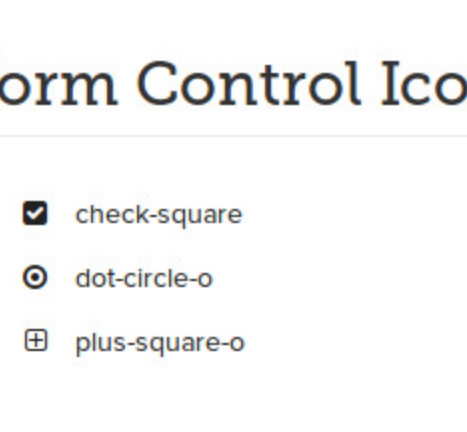 orm Control Ico
check-square
dot-circle-o
plus-square-o